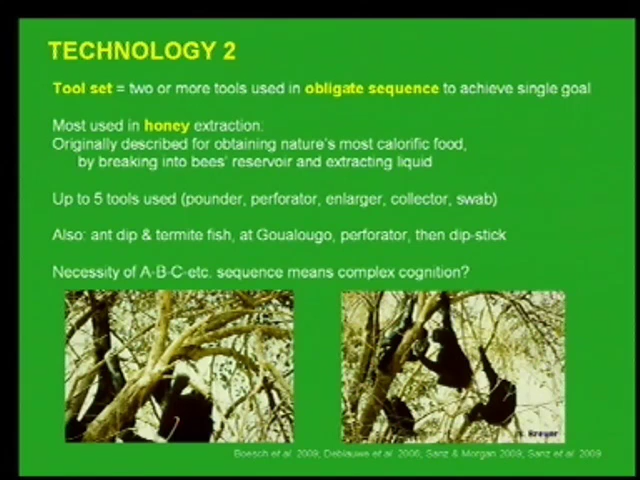 TECHNOLOGY 2
Tool set = two or more tools used in obligate sequence to achieve single goal
Most used in honey extraction:
Originally described for obtaining nature's most calorific food,
by breaking into bees' reservoir and extracting liquid
Up to 5 tools used (pounder, perforator, enlarger, collector, swab)
Also: ant dip & termite fish, at Goualougo, perforator, then dip-stick
Necessity of A-B-C-etc. sequence means complex cognition?
Breuer
Boesch et al. 2009; Deblauwe et al. 2006; Sanz & Morgan 2009; Sanz et al. 2009